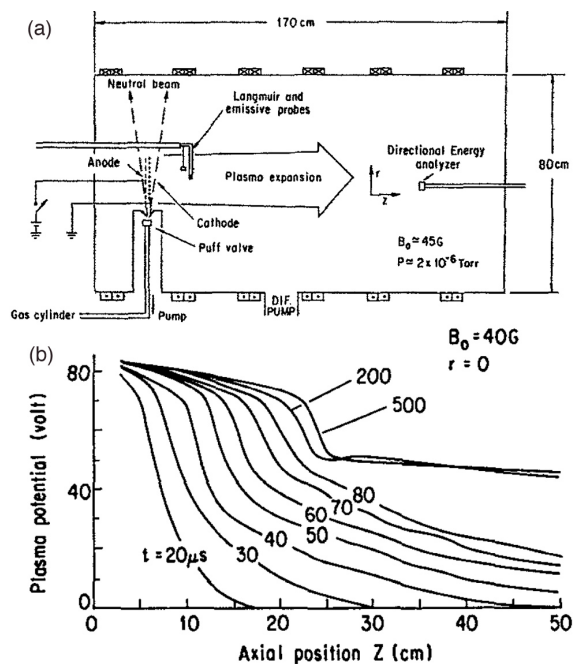 (a)
170cm
Neutral beam
Langmuir and
emissive probes
Anode
Plasma expansion
Directional Energy
analyzer
r
z
80cm
Cathode
Puff valve
B₀ ≃ 45G
P ≃ 2 x 10⁻⁶ Torr
Gas cylinder
Pump
DIF.
PUMP
(b)
B₀ = 40G
r = 0
Plasma potential (volt)
80
40
0
200
500
80
70
60
50
40
30
t = 20μs
0
10
20
30
40
50
Axial position Z (cm)